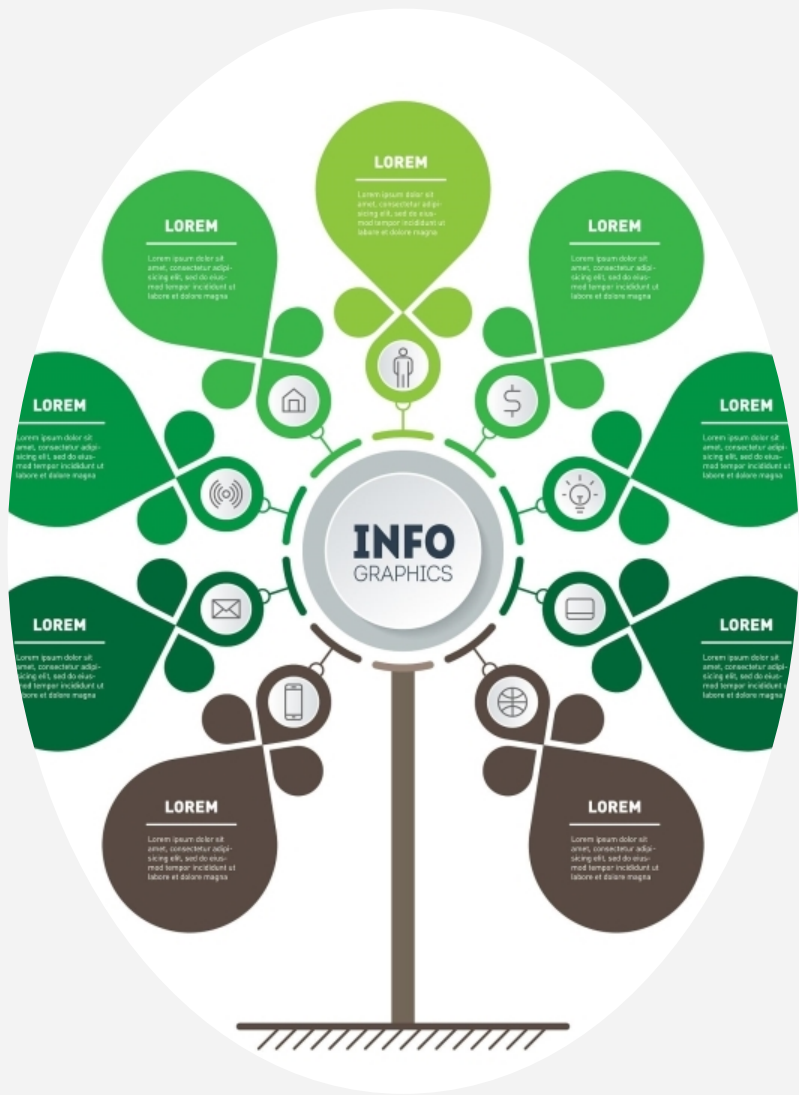 LOREM
Lorem ipsum dolor sit
amet, consectetur adipi-
sicing elit, sed do eius-
mod tempor incididunt ut
labore et dolore magna
LOREM
Lorem ipsum dolor sit
amet, consectetur adipi-
sicing elit, sed do eius-
mod tempor incididunt ut
labore et dolore magna
LOREM
Lorem ipsum dolor sit
amet, consectetur adipi-
sicing elit, sed do eius-
mod tempor incididunt ut
labore et dolore magna
LOREM
Lorem ipsum dolor sit
amet, consectetur adipi-
sicing elit, sed do eius-
mod tempor incididunt ut
labore et dolore magna
LOREM
Lorem ipsum dolor sit
amet, consectetur adipi-
sicing elit, sed do eius-
mod tempor incididunt ut
labore et dolore magna
INFO
GRAPHICS
LOREM
Lorem ipsum dolor sit
amet, consectetur adipi-
sicing elit, sed do eius-
mod tempor incididunt
labore et dolore magna
LOREM
Lorem ipsum dolor sit
amet, consectetur adipi-
sicing elit, sed do eius-
mod tempor incididunt
labore et dolore magna
LOREM
Lorem ipsum dolor sit
amet, consectetur adipi-
sicing elit, sed do eius-
mod tempor incididunt ut
labore et dolore magna
LOREM
Lorem ipsum dolor sit
amet, consectetur adipi-
sicing elit, sed do eius-
mod tempor incididunt ut
labore et dolore magna